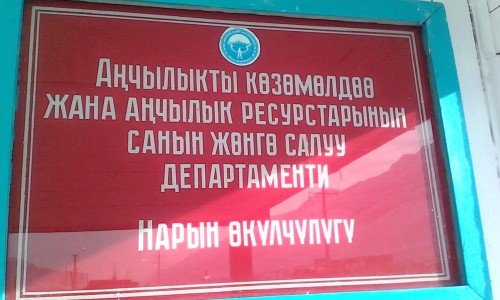 Аңчылыкты көзөмөлдөө
жана аңчылык ресурстарынын
санын жөнгө салуу
департаменти
Нарын өкүлчүлүгү